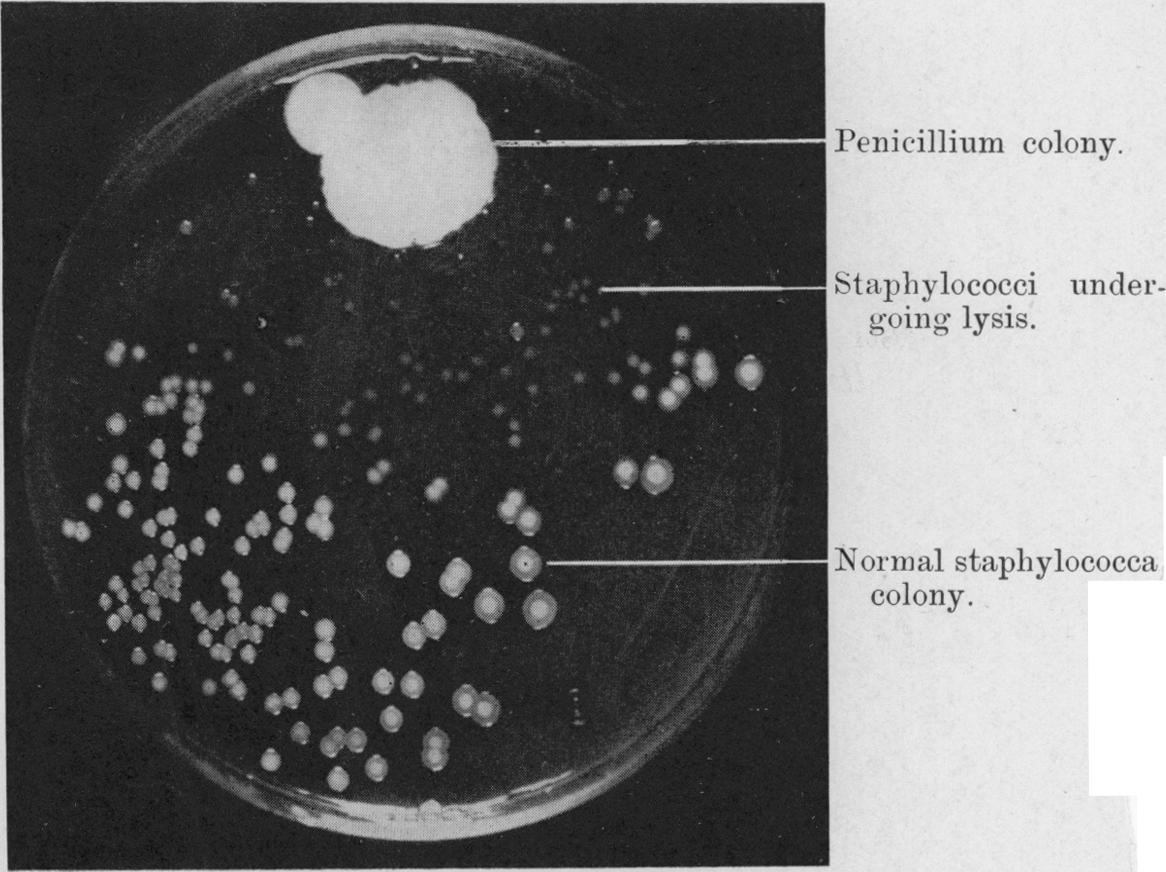 Penicillium colony.
Staphylococci under-
going lysis.
Normal staphylococca
colony.